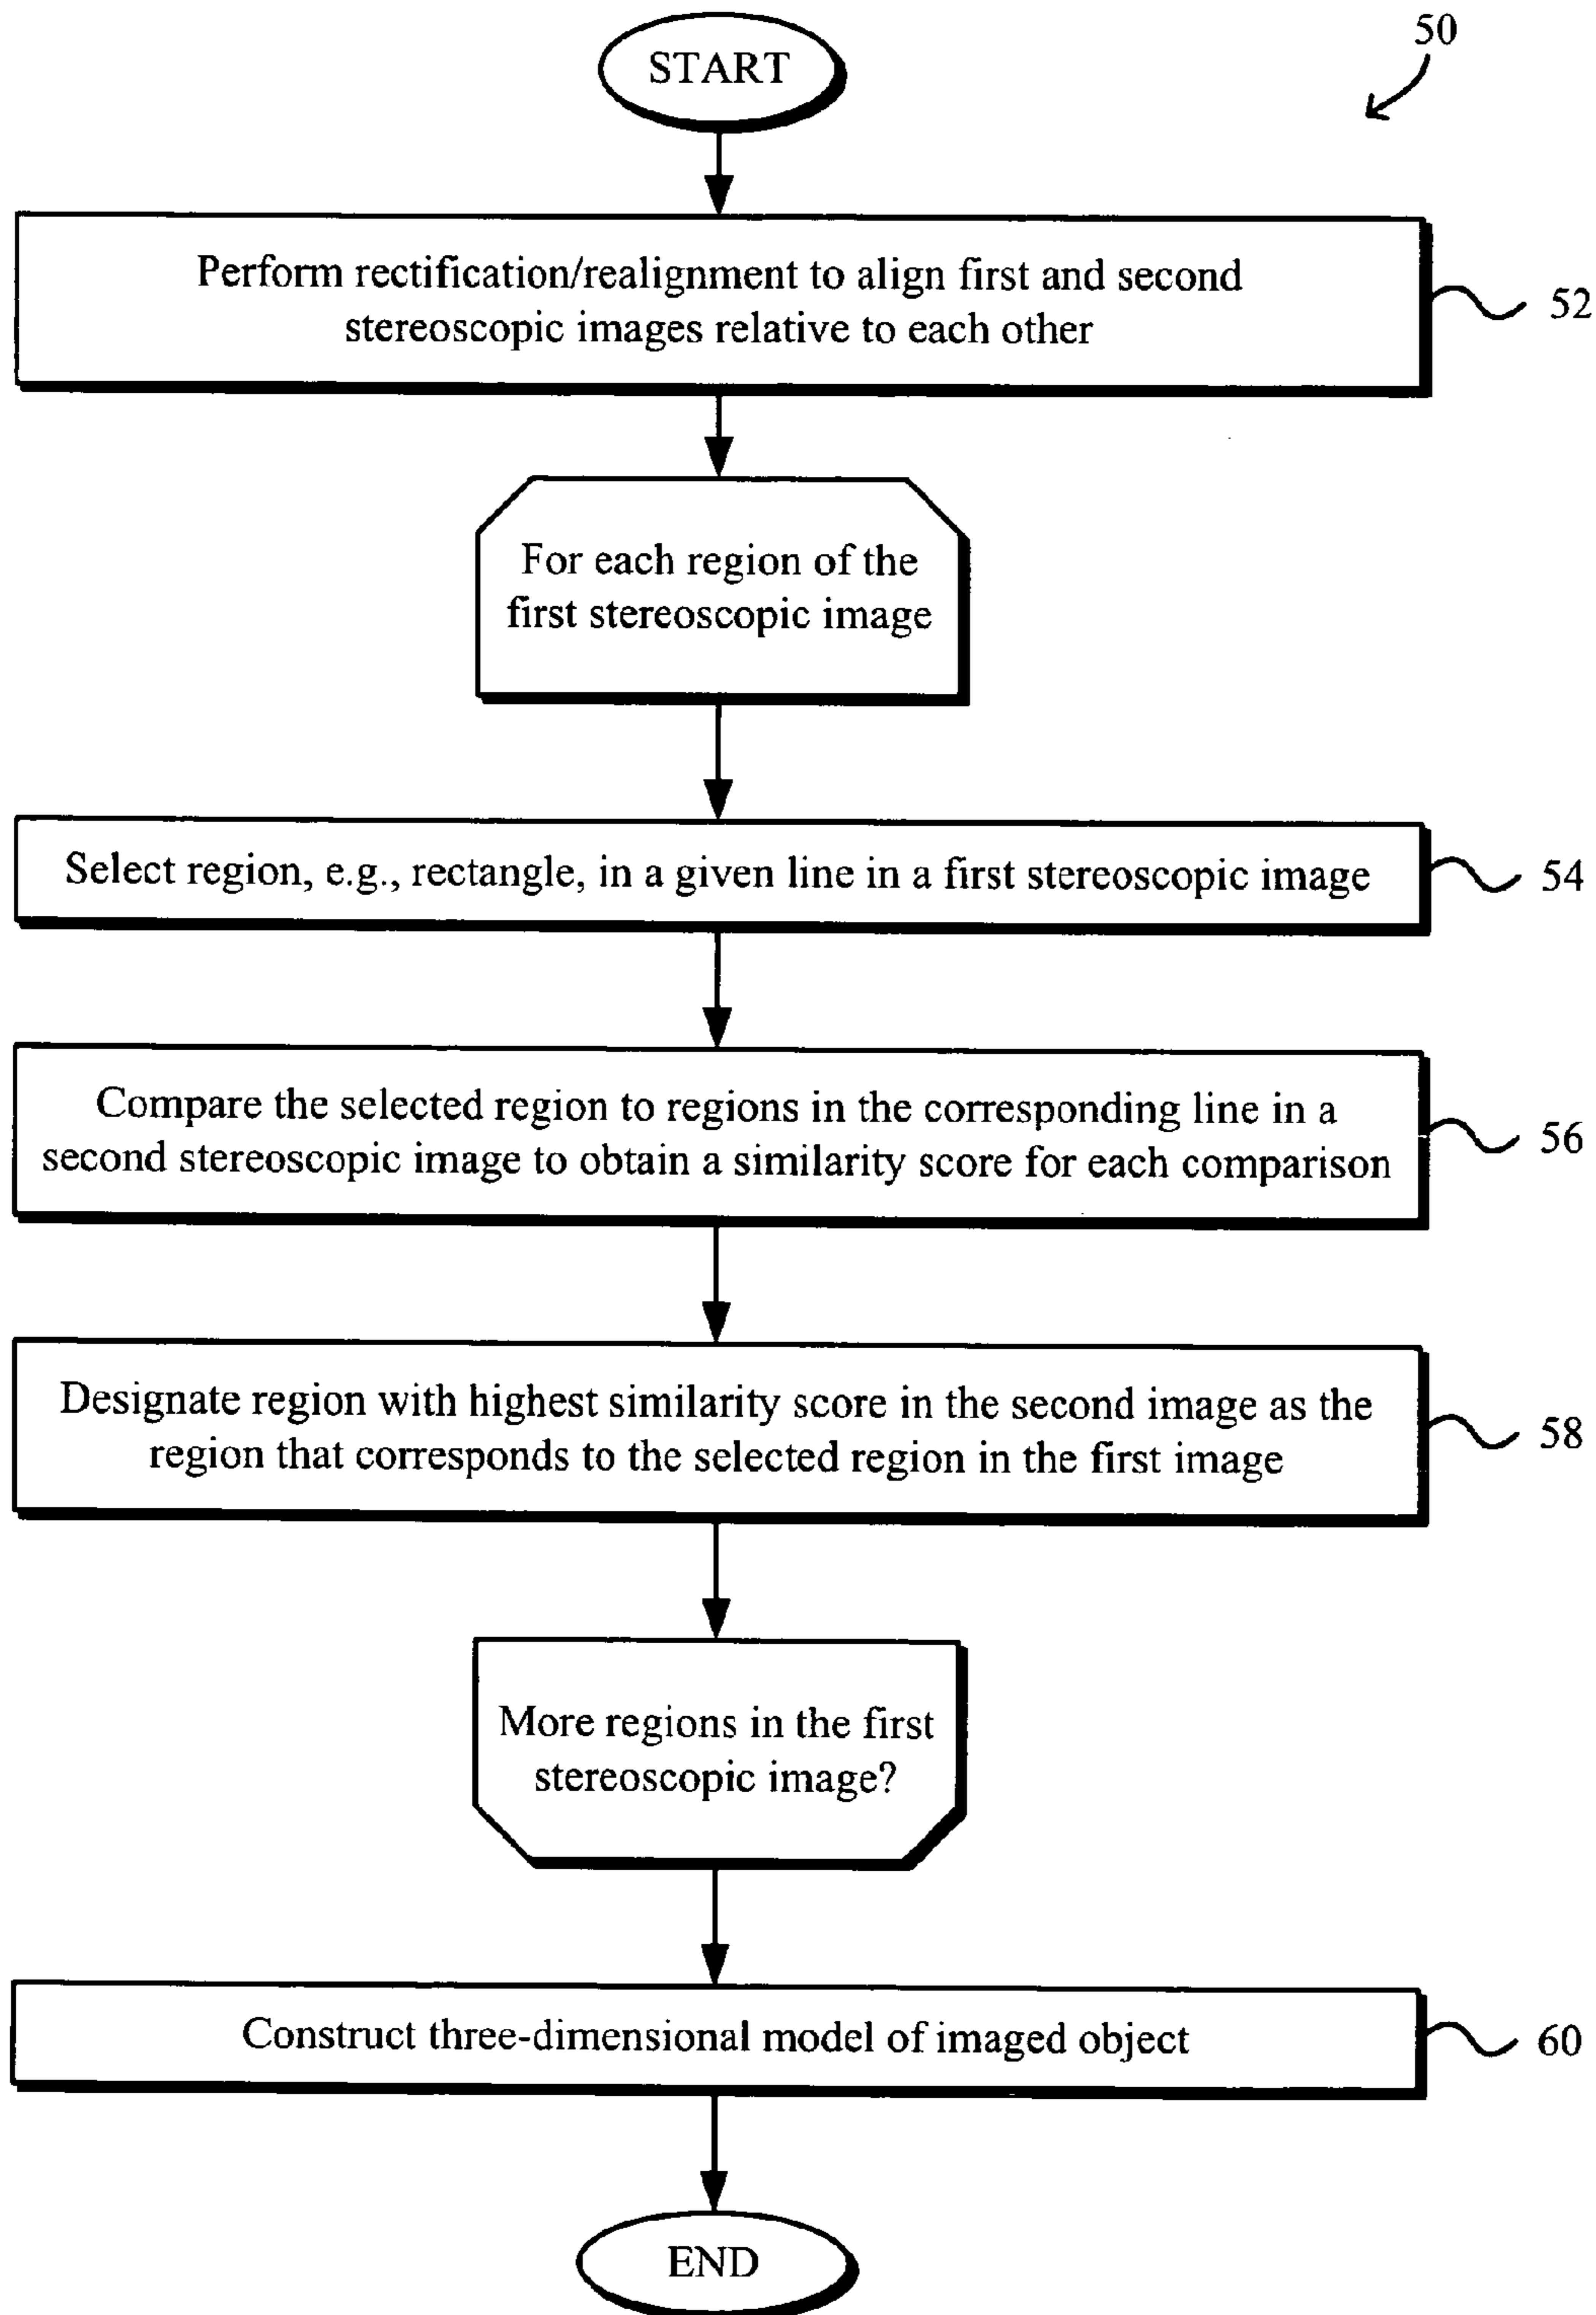 START
50
Perform rectification/realignment to align first and second
stereoscopic images relative to each other
52
For each region of the
first stereoscopic image
Select region, e.g., rectangle, in a given line in a first stereoscopic image
54
Compare the selected region to regions in the corresponding line in a
second stereoscopic image to obtain a similarity score for each comparison
56
Designate region with highest similarity score in the second image as the
region that corresponds to the selected region in the first image
58
More regions in the first
stereoscopic image?
Construct three-dimensional model of imaged object
60
END